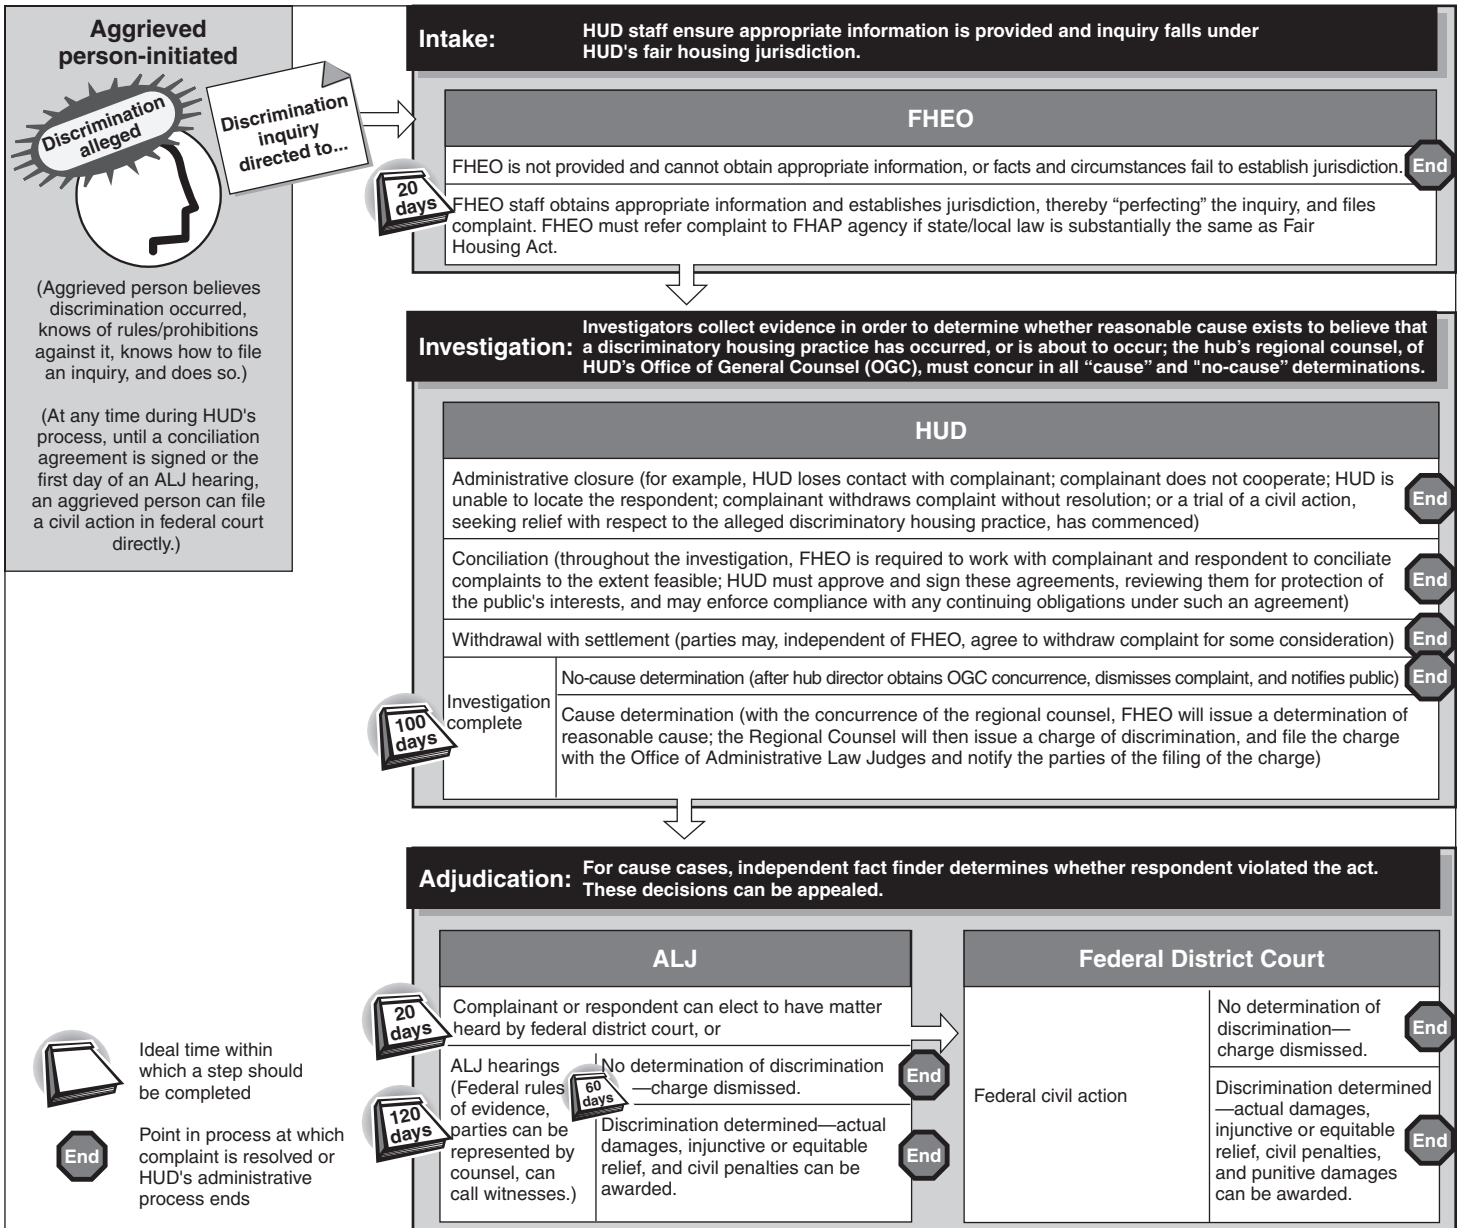 Aggrieved
person-initiated
Discrimination
alleged
Discrimination
inquiry
directed to...
(Aggrieved person believes
discrimination occurred,
knows of rules/prohibitions
against it, knows how to file
an inquiry, and does so.)
(At any time during HUD's
process, until a conciliation
agreement is signed or the
first day of an ALJ hearing,
an aggrieved person can file
a civil action in federal court
directly.)
Intake:
HUD staff ensure appropriate information is provided and inquiry falls under
HUD's fair housing jurisdiction.
FHEO
FHEO is not provided and cannot obtain appropriate information, or facts and circumstances fail to establish jurisdiction.
End
20
days
FHEO staff obtains appropriate information and establishes jurisdiction, thereby “perfecting” the inquiry, and files
complaint. FHEO must refer complaint to FHAP agency if state/local law is substantially the same as Fair
Housing Act.
Investigation:
Investigators collect evidence in order to determine whether reasonable cause exists to believe that
a discriminatory housing practice has occurred, or is about to occur; the hub's regional counsel, of
HUD's Office of General Counsel (OGC), must concur in all “cause” and "no-cause" determinations.
HUD
Administrative closure (for example, HUD loses contact with complainant; complainant does not cooperate; HUD is
unable to locate the respondent; complainant withdraws complaint without resolution; or a trial of a civil action,
seeking relief with respect to the alleged discriminatory housing practice, has commenced)
End
Conciliation (throughout the investigation, FHEO is required to work with complainant and respondent to conciliate
complaints to the extent feasible; HUD must approve and sign these agreements, reviewing them for protection of
the public's interests, and may enforce compliance with any continuing obligations under such an agreement)
End
Withdrawal with settlement (parties may, independent of FHEO, agree to withdraw complaint for some consideration)
End
100
days
Investigation
complete
No-cause determination (after hub director obtains OGC concurrence, dismisses complaint, and notifies public)
End
Cause determination (with the concurrence of the regional counsel, FHEO will issue a determination of
reasonable cause; the Regional Counsel will then issue a charge of discrimination, and file the charge
with the Office of Administrative Law Judges and notify the parties of the filing of the charge)
Adjudication:
For cause cases, independent fact finder determines whether respondent violated the act.
These decisions can be appealed.
ALJ
20
days
Complainant or respondent can elect to have matter
heard by federal district court, or
120
days
ALJ hearings
(Federal rules
of evidence,
parties can be
represented by
counsel, can
call witnesses.)
60
days
No determination of discrimination
—charge dismissed.
End
Discrimination determined—actual
damages, injunctive or equitable
relief, and civil penalties can be
awarded.
End
Federal District Court
Federal civil action
No determination of
discrimination—
charge dismissed.
End
Discrimination determined
—actual damages,
injunctive or equitable
relief, civil penalties,
and punitive damages
can be awarded.
End
Ideal time within
which a step should
be completed
End
Point in process at which
complaint is resolved or
HUD's administrative
process ends